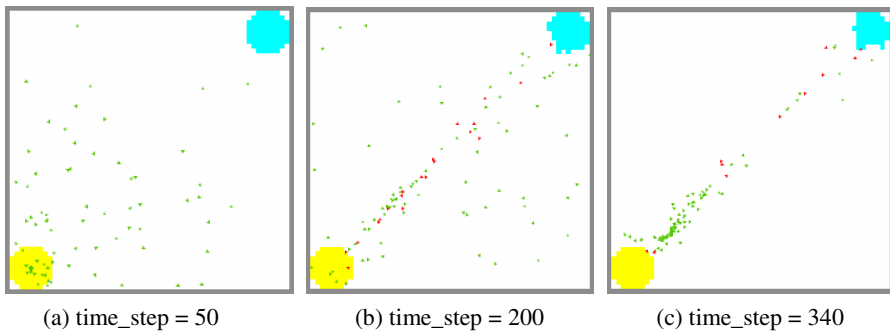 (a) time_step = 50
(b) time_step = 200
(c) time_step = 340